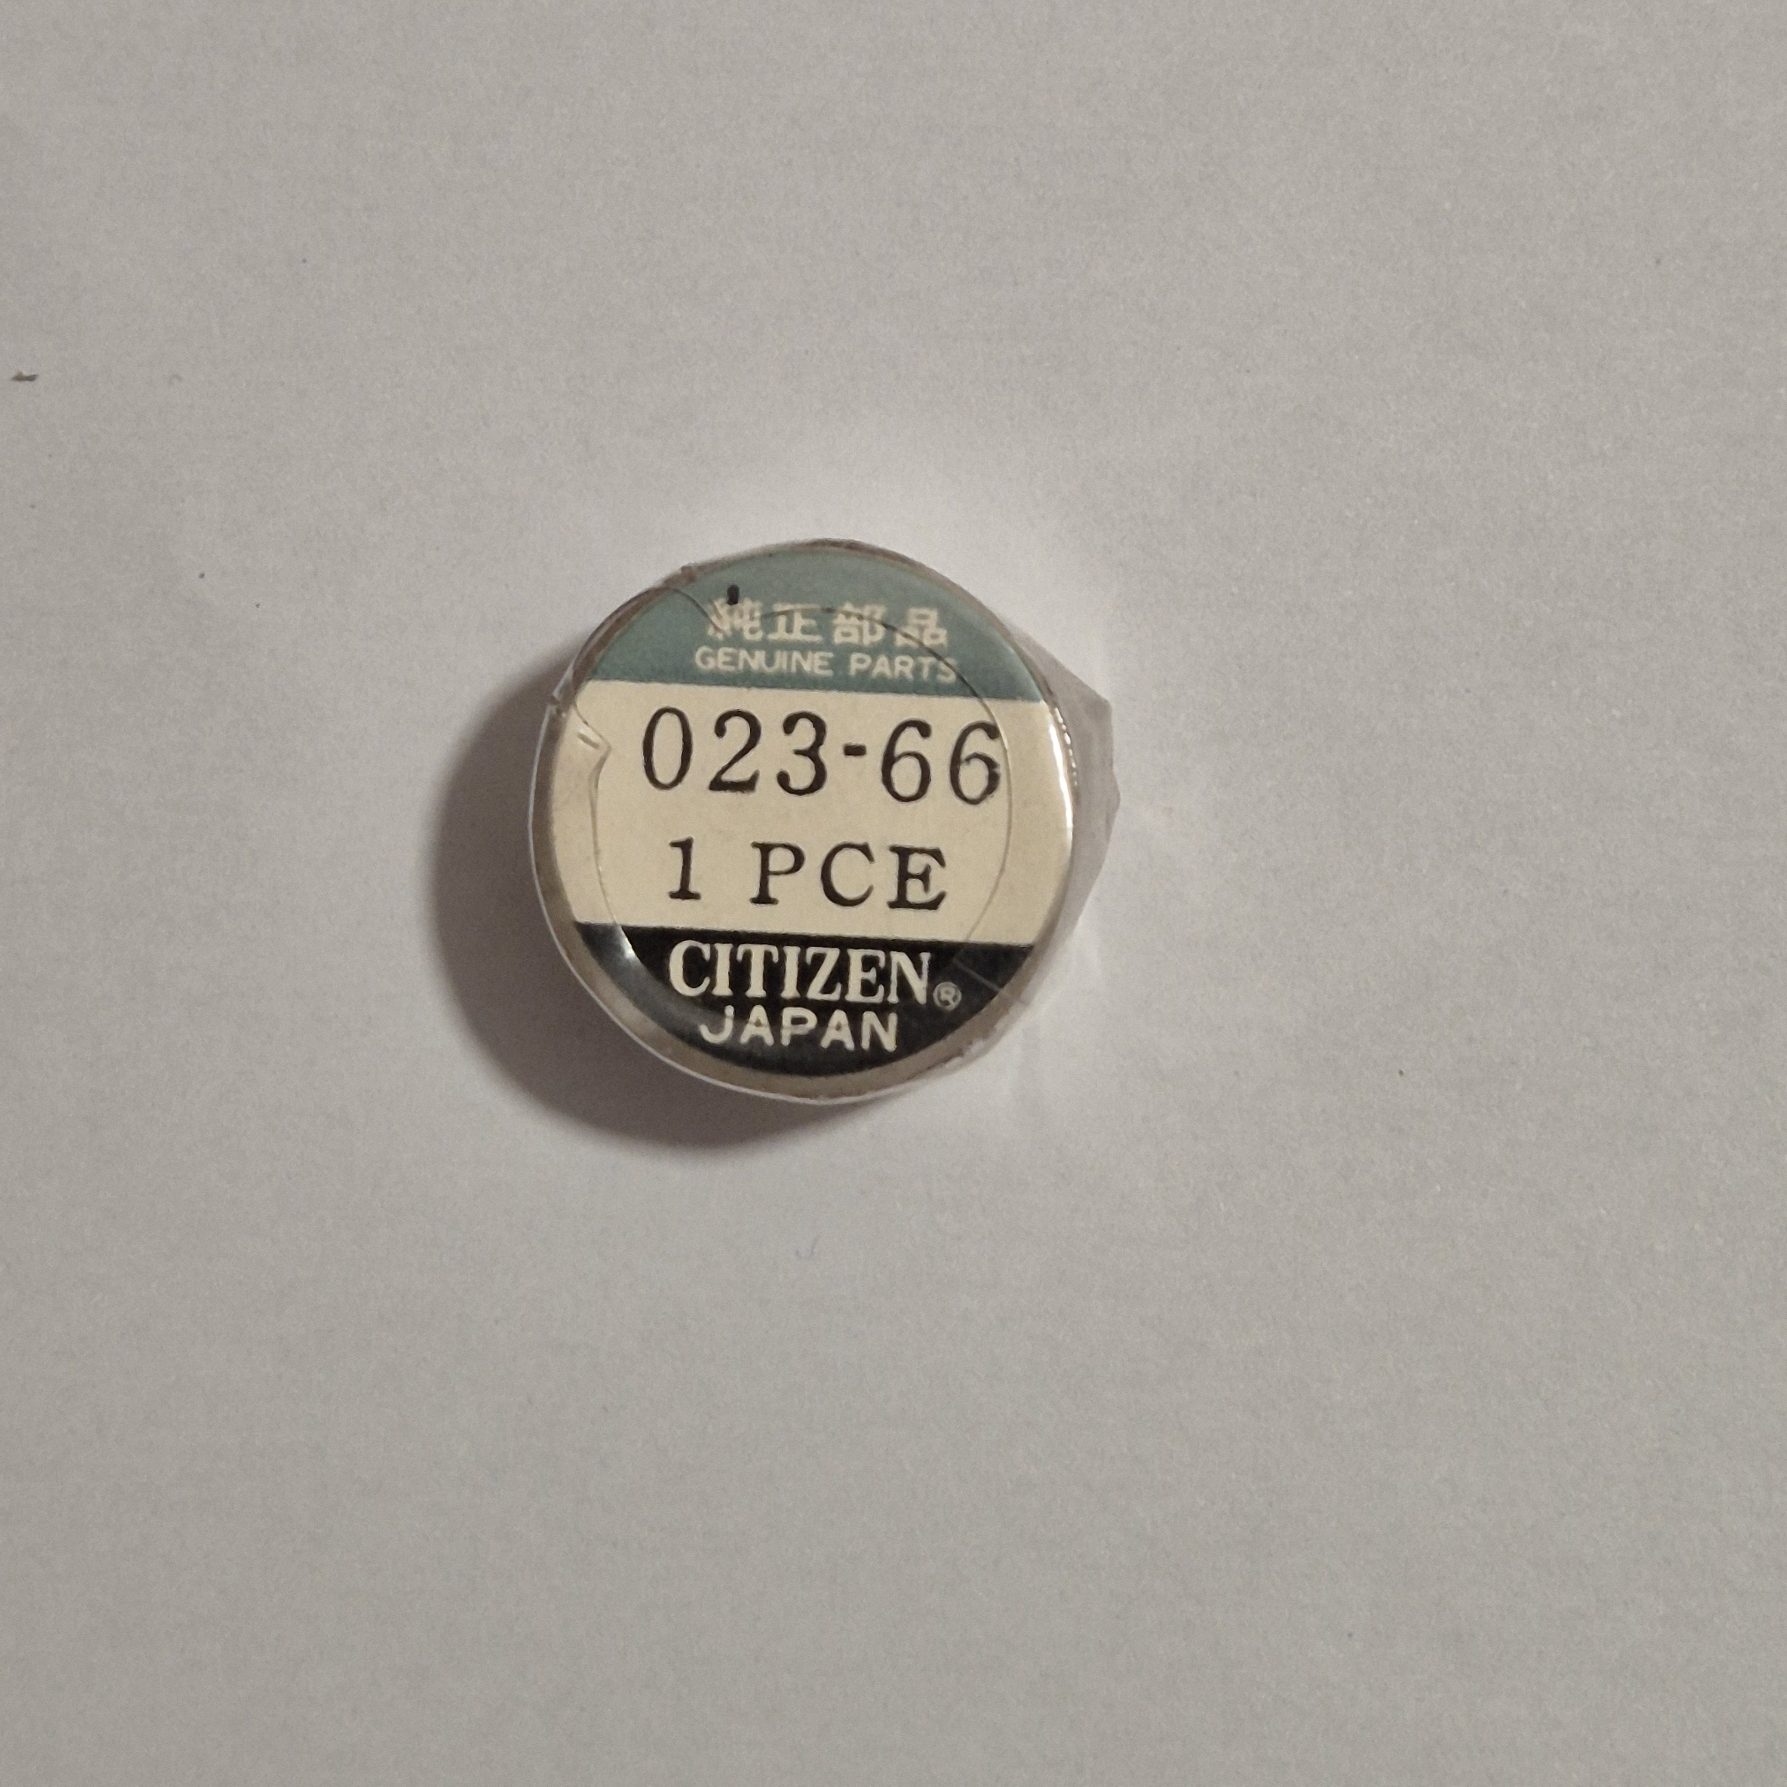 純正部品
GENUINE PARTS
023-66
1 PCE
CITIZEN®
JAPAN